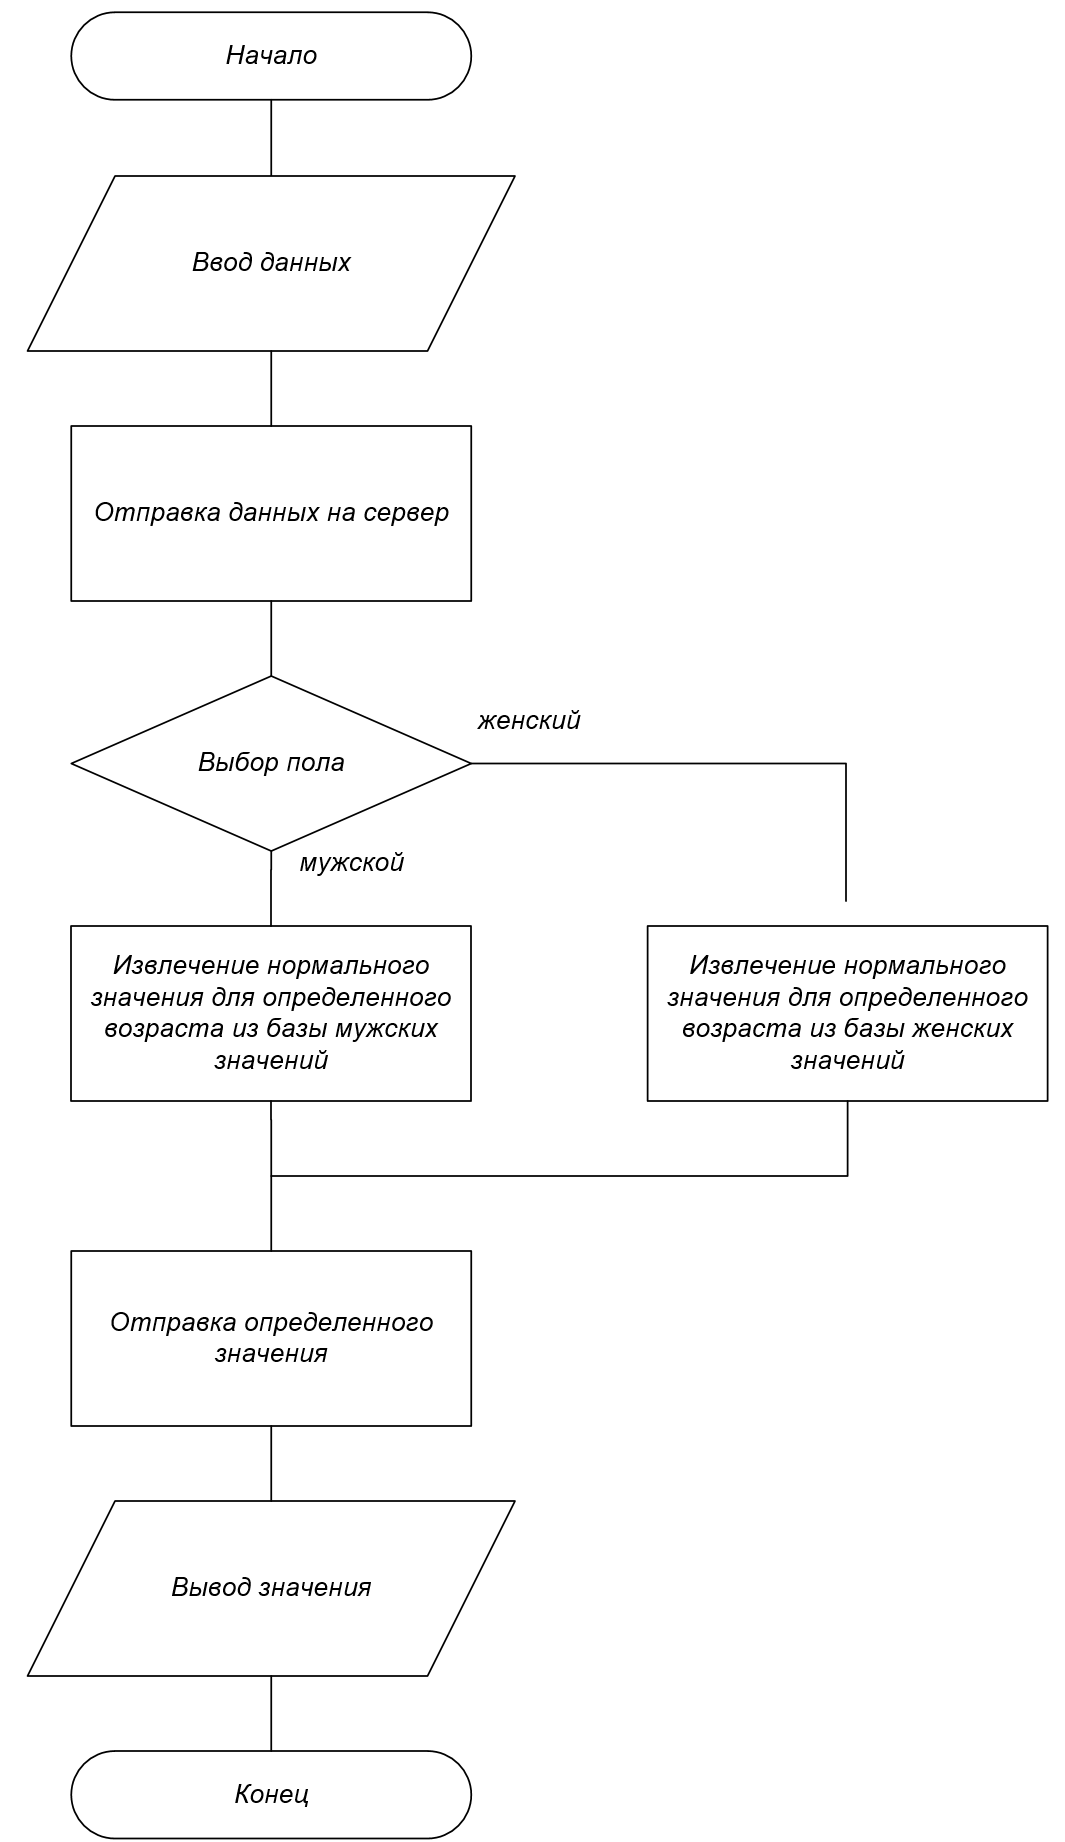 Начало
Ввод данных
Отправка данных на сервер
женский
Выбор пола
мужской
Извлечение нормального
значения для определенного
возраста из базы мужских
значений
Извлечение нормального
значения для определенного
возраста из базы женских
значений
Отправка определенного
значения
Вывод значения
Конец